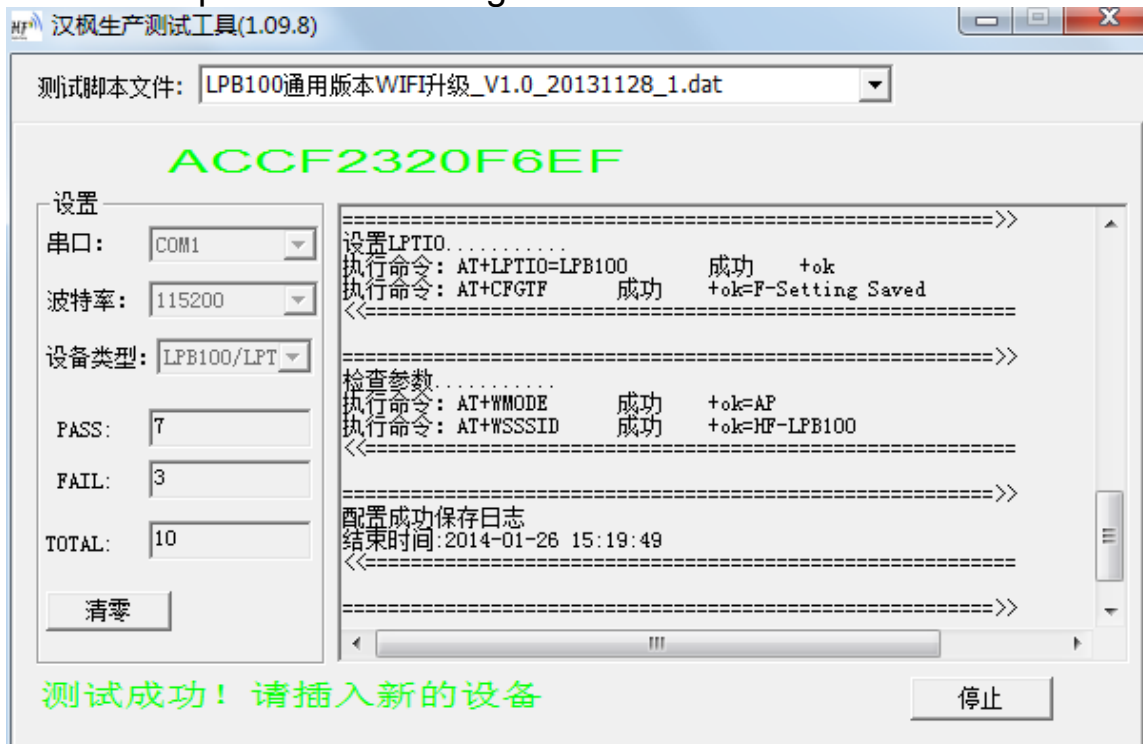 汉枫生产测试工具(1.09.8)
测试脚本文件: LPB100通用版本WIFI升级_V1.0_20131128_1.dat
ACCF2320F6EF
设置
串口: COM1
波特率: 115200
设备类型: LPB100/LPT
PASS: 7
FAIL: 3
TOTAL: 10
清零
=========================================================>>
设置LPTIO...........
执行命令: AT+LPTIO=LPB100 成功 +ok
执行命令: AT+CFGTF 成功 +ok=F-Setting Saved
<<=========================================================
=========================================================>>
检查参数...........
执行命令: AT+WMODE 成功 +ok=AP
执行命令: AT+WSSSID 成功 +ok=HF-LPB100
<<=========================================================
=========================================================>>
配置成功保存日志
结束时间:2014-01-26 15:19:49
<<=========================================================
=========================================================>>
测试成功! 请插入新的设备
停止